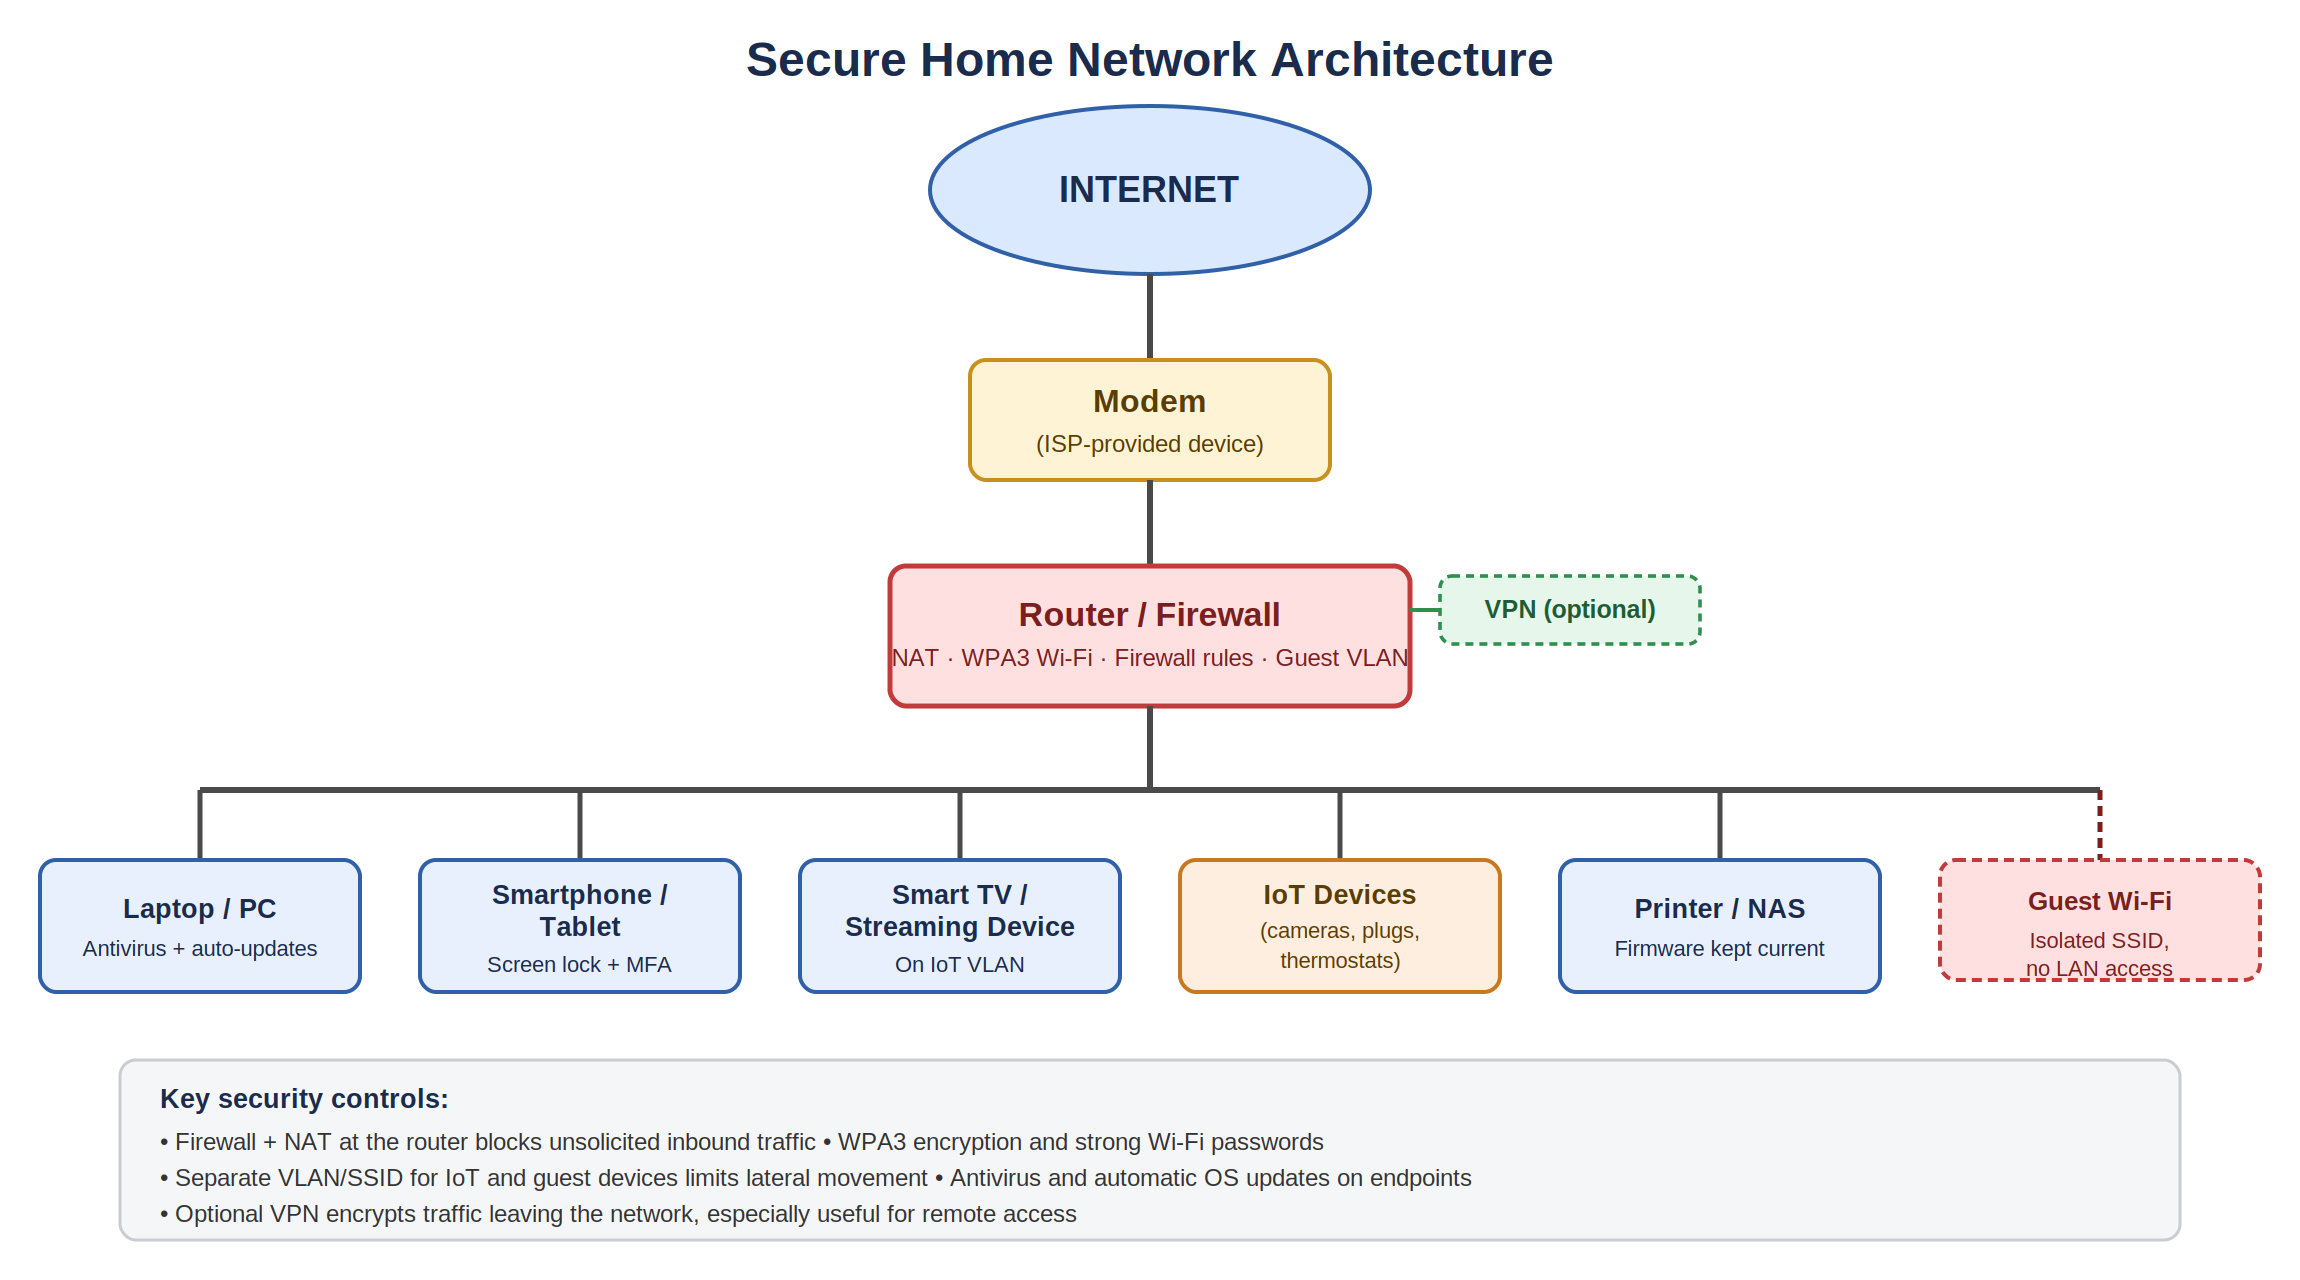 Secure Home Network Architecture
INTERNET
Modem
(ISP-provided device)
Router / Firewall
NAT · WPA3 Wi-Fi · Firewall rules · Guest VLAN
VPN (optional)
Laptop / PC
Antivirus + auto-updates
Smartphone /
Tablet
Screen lock + MFA
Smart TV /
Streaming Device
On IoT VLAN
IoT Devices
(cameras, plugs,
thermostats)
Printer / NAS
Firmware kept current
Guest Wi-Fi
Isolated SSID,
no LAN access
Key security controls:
• Firewall + NAT at the router blocks unsolicited inbound traffic • WPA3 encryption and strong Wi-Fi passwords
• Separate VLAN/SSID for IoT and guest devices limits lateral movement • Antivirus and automatic OS updates on endpoints
• Optional VPN encrypts traffic leaving the network, especially useful for remote access